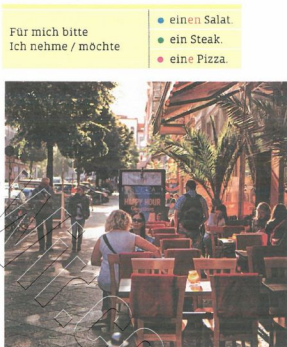 Für mich bitte
Ich nehme / möchte
einen Salat.
ein Steak.
eine Pizza.
HAPPY HOUR